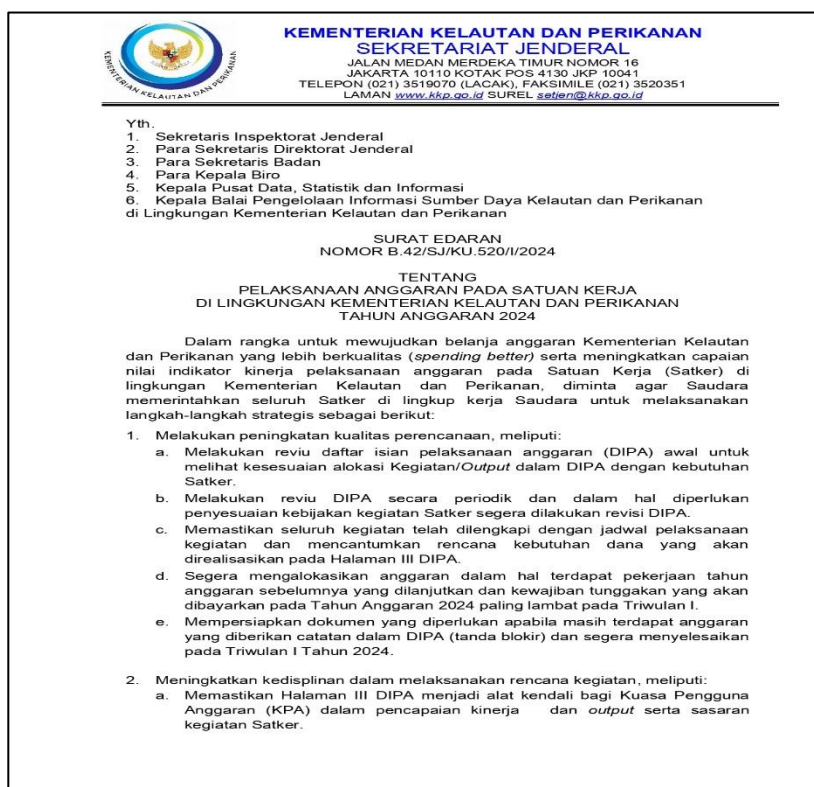 KEMENTERIAN KELAUTAN DAN PERIKANAN
KEMENTERIAN KELAUTAN DAN PERIKANAN
SEKRETARIAT JENDERAL
JALAN MEDAN MERDEKA TIMUR NOMOR 16
JAKARTA 10110 KOTAK POS 4130 JKP 10041
TELEPON (021) 3519070 (LACAK), FAKSIMILE (021) 3520351
LAMAN www.kkp.go.id SUREL setjen@kkp.go.id
Yth.
1. Sekretaris Inspektorat Jenderal
2. Para Sekretaris Direktorat Jenderal
3. Para Sekretaris Badan
4. Para Kepala Biro
5. Kepala Pusat Data, Statistik dan Informasi
6. Kepala Balai Pengelolaan Informasi Sumber Daya Kelautan dan Perikanan
di Lingkungan Kementerian Kelautan dan Perikanan
SURAT EDARAN
NOMOR B.42/SJ/KU.520/I/2024
TENTANG
PELAKSANAAN ANGGARAN PADA SATUAN KERJA
DI LINGKUNGAN KEMENTERIAN KELAUTAN DAN PERIKANAN
TAHUN ANGGARAN 2024
Dalam rangka untuk mewujudkan belanja anggaran Kementerian Kelautan
dan Perikanan yang lebih berkualitas (spending better) serta meningkatkan capaian
nilai indikator kinerja pelaksanaan anggaran pada Satuan Kerja (Satker) di
lingkungan Kementerian Kelautan dan Perikanan, diminta agar Saudara
memerintahkan seluruh Satker di lingkup kerja Saudara untuk melaksanakan
langkah-langkah strategis sebagai berikut:
1. Melakukan peningkatan kualitas perencanaan, meliputi:
a. Melakukan reviu daftar isian pelaksanaan anggaran (DIPA) awal untuk
melihat kesesuaian alokasi Kegiatan/Output dalam DIPA dengan kebutuhan
Satker.
b. Melakukan reviu DIPA secara periodik dan dalam hal diperlukan
penyesuaian kebijakan kegiatan Satker segera dilakukan revisi DIPA.
c. Memastikan seluruh kegiatan telah dilengkapi dengan jadwal pelaksanaan
kegiatan dan mencantumkan rencana kebutuhan dana yang akan
direalisasikan pada Halaman III DIPA.
d. Segera mengalokasikan anggaran dalam hal terdapat pekerjaan tahun
anggaran sebelumnya yang dilanjutkan dan kewajiban tunggakan yang akan
dibayarkan pada Tahun Anggaran 2024 paling lambat pada Triwulan I.
e. Mempersiapkan dokumen yang diperlukan apabila masih terdapat anggaran
yang diberikan catatan dalam DIPA (tanda blokir) dan segera menyelesaikan
pada Triwulan I Tahun 2024.
2. Meningkatkan kedisplinan dalam melaksanakan rencana kegiatan, meliputi:
a. Memastikan Halaman III DIPA menjadi alat kendali bagi Kuasa Pengguna
Anggaran (KPA) dalam pencapaian kinerja dan output serta sasaran
kegiatan Satker.